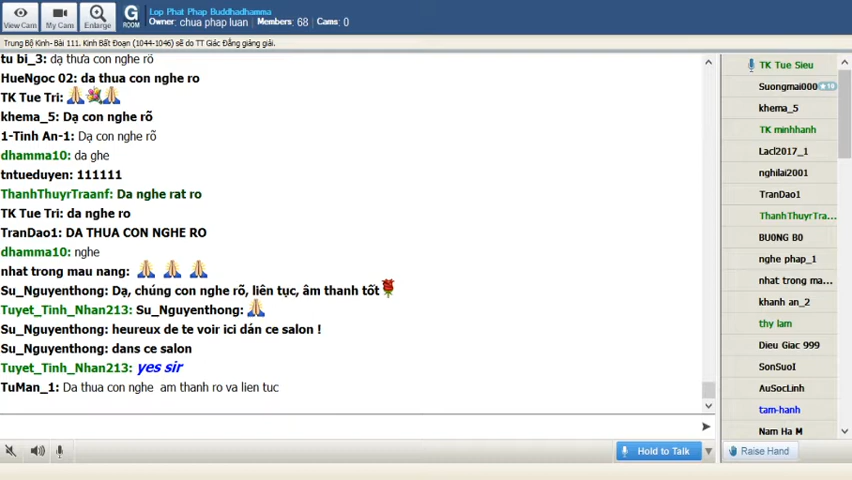 View Cam
My Cam
Enlarge
G
ROOM
Lop Phat Phap Buddhadhamma
Owner: chua phap luan Members: 68 Cams: 0
Trung Bộ Kinh- Bài 111. Kinh Bất Đoạn (1044-1046) sẽ do TT Giác Đẳng giảng giải.
tu bi_3: dạ thưa con nghe rõ
HueNgoc 02: da thua con nghe ro
TK Tue Tri:
khema_5: Dạ con nghe rõ
1-Tinh An-1: Dạ con nghe rõ
dhamma10: da ghe
tntueduyen: 111111
ThanhThuyrTraanf: Da nghe rat ro
TK Tue Tri: da nghe ro
TranDao1: DA THUA CON NGHE RO
dhamma10: nghe
nhat trong mau nang:
Su_Nguyenthong: Dạ, chúng con nghe rõ, liên tục, âm thanh tốt
Tuyet_Tinh_Nhan213: Su_Nguyenthong:
Su_Nguyenthong: heureux de te voir ici dán ce salon !
Su_Nguyenthong: dans ce salon
Tuyet_Tinh_Nhan213: yes sir
TuMan_1: Da thua con nghe am thanh ro va lien tuc
Hold to Talk
TK Tue Sieu
Suongmai000 10
khema_5
TK minhhanh
Lacl2017_1
nghilai2001
TranDao1
ThanhThuyrTra...
BU0NG B0
nghe phap_1
nhat trong ma...
khanh an_2
thy lam
Dieu Giac 999
SonSuoI
AuSocLinh
tam-hanh
Nam Ha M
Raise Hand